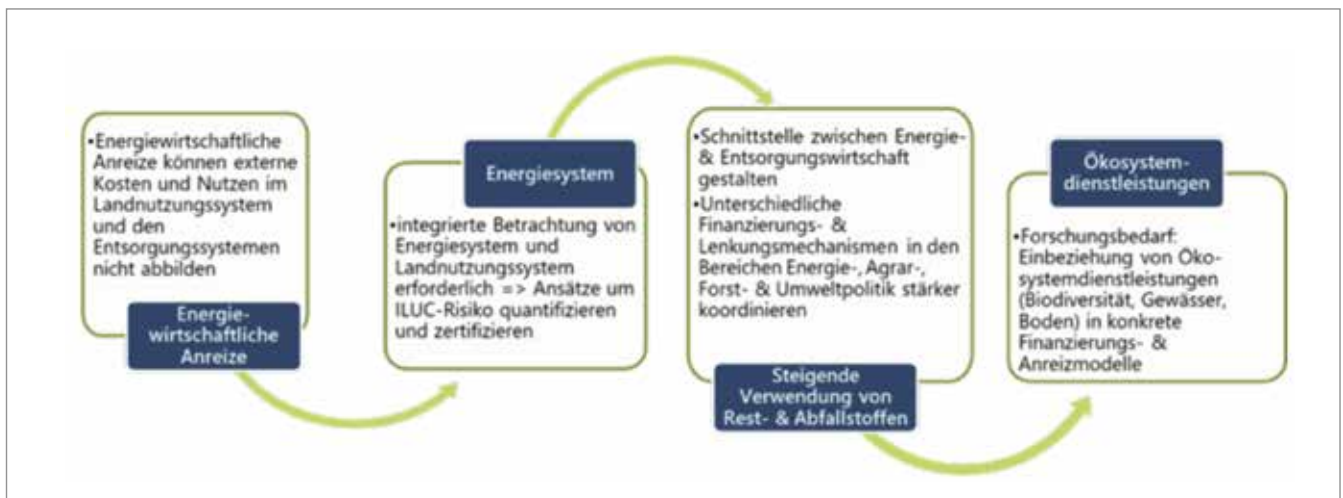 •Energiewirtschaftliche
Anreize können externe
Kosten und Nutzen im
Landnutzungssystem
und den
Entsorgungssystemen
nicht abbilden
Energie-
wirtschaftliche
Anreize
Energiesystem
•integrierte Betrachtung von
Energiesystem und
Landnutzungssystem
erforderlich => Ansätze um
ILUC-Risiko quantifizieren
und zertifizieren
•Schnittstelle zwischen Energie-
& Entsorgungswirtschaft
gestalten
•Unterschiedliche
Finanzierungs- &
Lenkungsmechanismen in den
Bereichen Energie-, Agrar-,
Forst- & Umweltpolitik stärker
koordinieren
Steigende
Verwendung von
Rest- & Abfallstoffen
Ökosystem-
dienstleistungen
•Forschungsbedarf:
Einbeziehung von Öko-
systemdienstleistungen
(Biodiversität, Gewässer,
Boden) in konkrete
Finanzierungs- &
Anreizmodelle